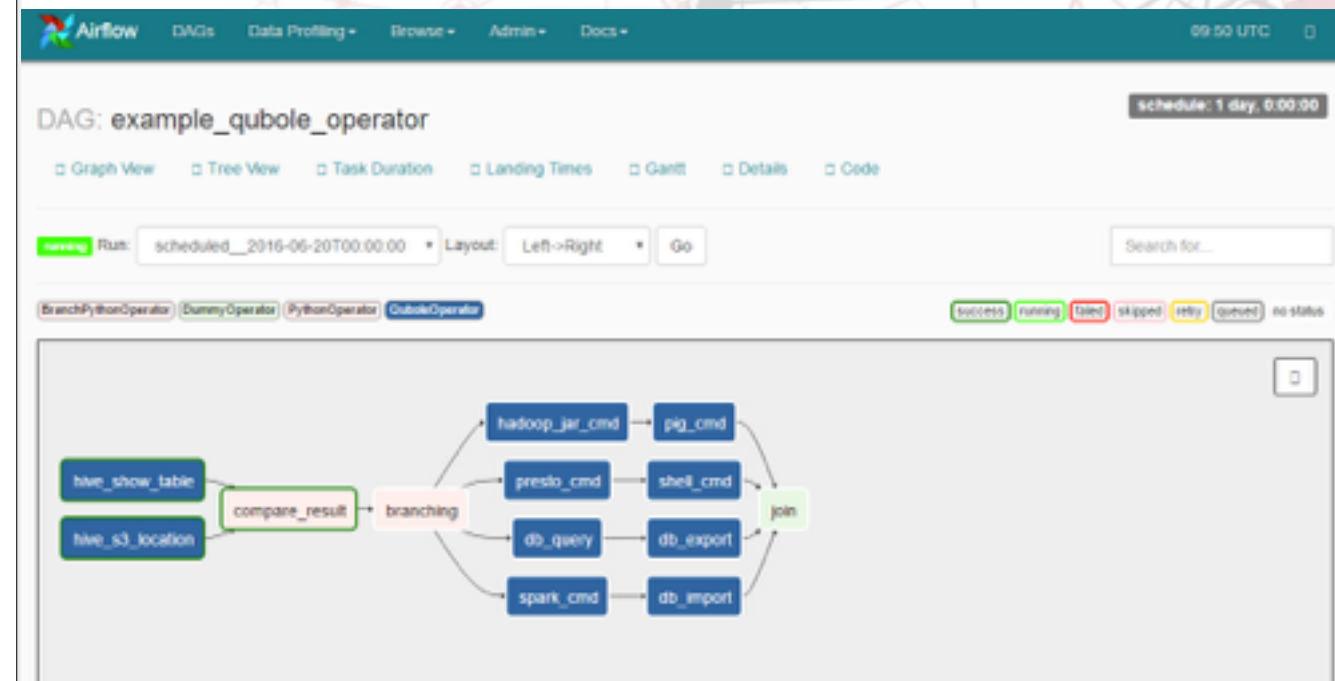 Airflow DAGs Data Profiling Browse Admin Docs 09:50 UTC
DAG: example_qubole_operator
schedule: 1 day, 0:00:00
Graph View Tree View Task Duration Landing Times Gantt Details Code
running Run: scheduled__2016-06-20T00:00:00 Layout: Left->Right Go Search for...
BranchPythonOperator DummyOperator PythonOperator QuboleOperator success running failed skipped retry queued no status
hadoop_jar_cmd pig_cmd
hive_show_table presto_cmd shell_cmd
compare_result branching join
hive_s3_location db_query db_export
spark_cmd db_import